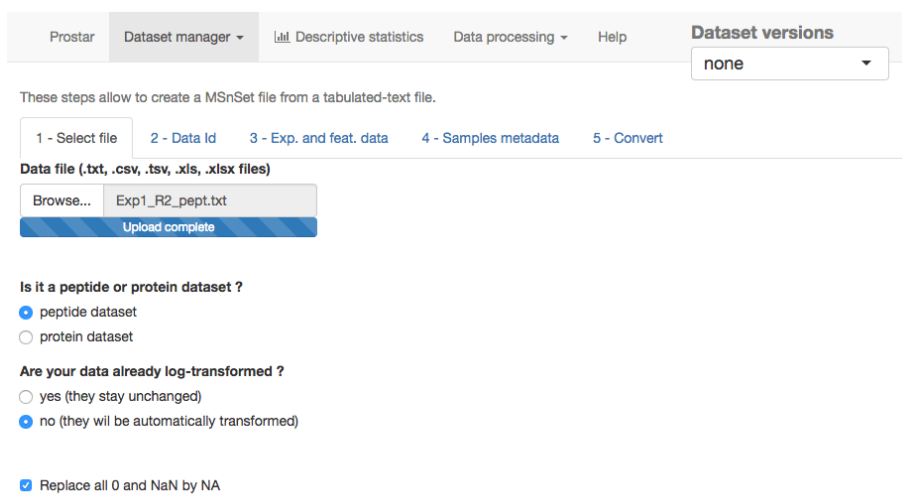 Prostar Dataset manager Descriptive statistics Data processing Help Dataset versions
none
These steps allow to create a MSnSet file from a tabulated-text file.
1 - Select file 2 - Data Id 3 - Exp. and feat. data 4 - Samples metadata 5 - Convert
Data file (.txt, .csv, .tsv, .xls, .xlsx files)
Browse... Exp1_R2_pept.txt
Upload complete
Is it a peptide or protein dataset ?
peptide dataset
protein dataset
Are your data already log-transformed ?
yes (they stay unchanged)
no (they wil be automatically transformed)
Replace all 0 and NaN by NA